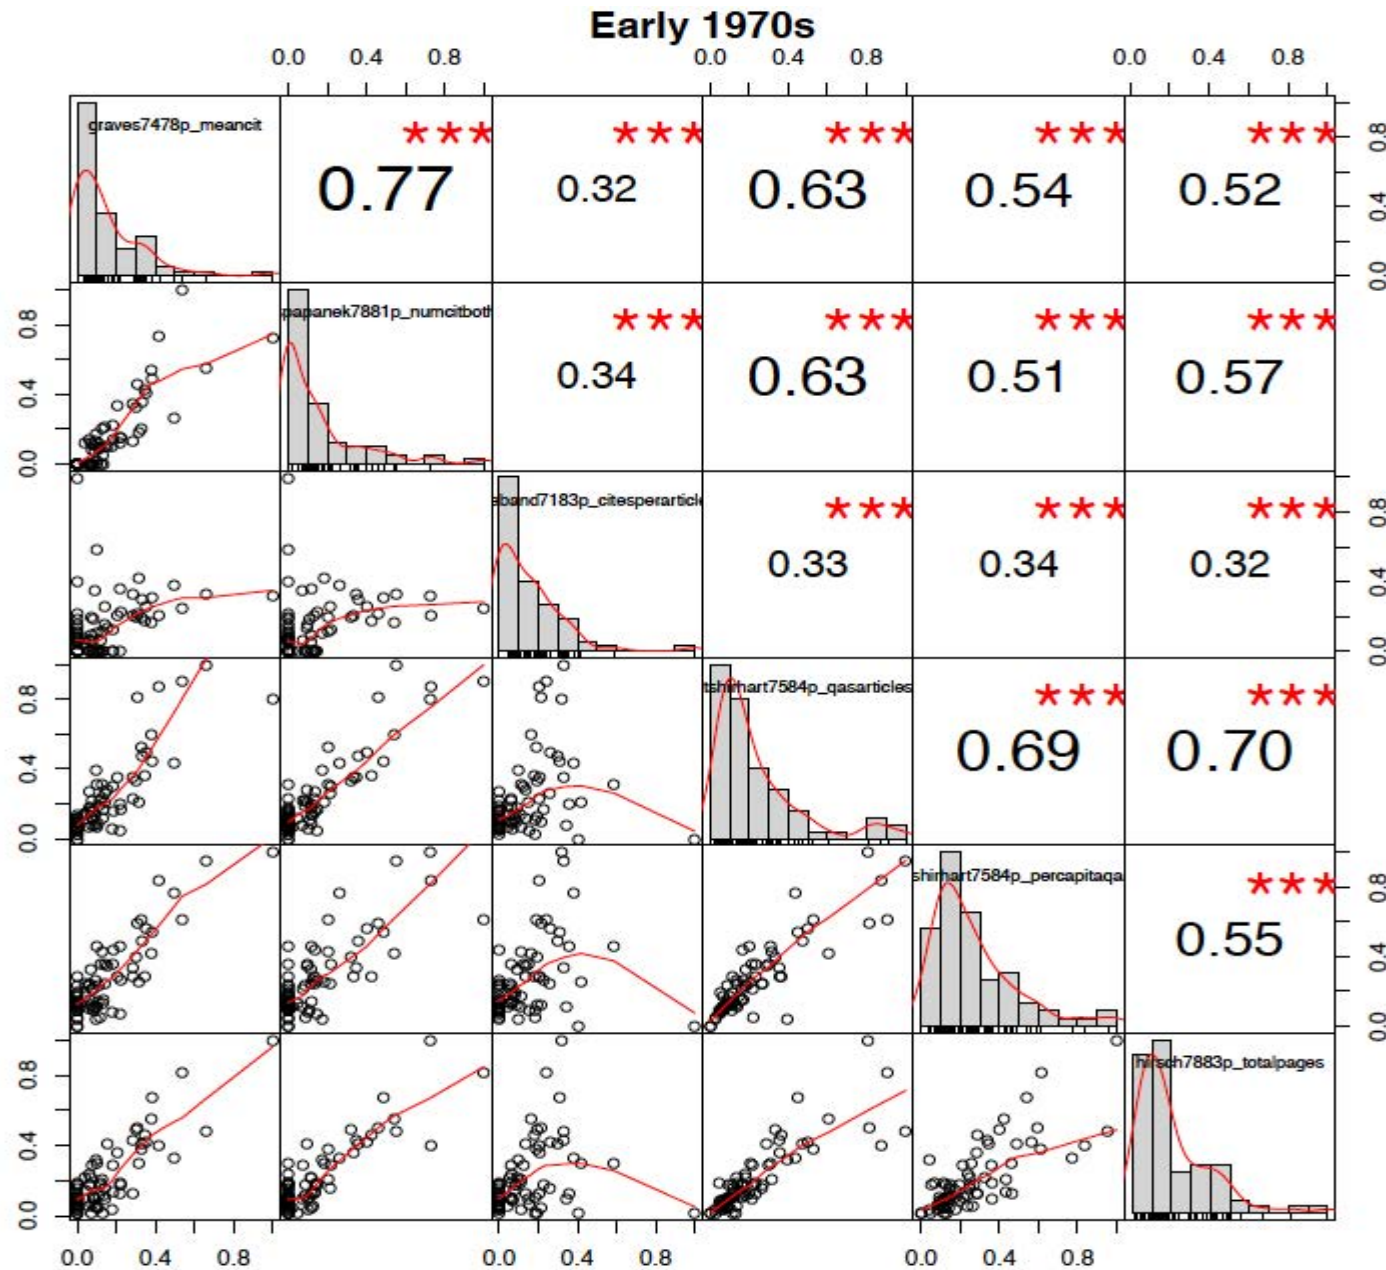 Early 1970s
0.0 0.4 0.8 0.0 0.4 0.8 0.0 0.4 0.8
graves7478p_meancit *** *** *** *** ***
0.77 0.32 0.63 0.54 0.52
0.0 0.4 0.8
papanek7881p_numcitboth *** *** *** ***
0.34 0.63 0.51 0.57
0.0 0.4 0.8
eband7183p_citesperarticle *** *** ***
0.33 0.34 0.32
0.0 0.4 0.8
tshirhart7584p_qasarticles *** ***
0.69 0.70
0.0 0.4 0.8
shirhart7584p_percapitaqa ***
0.55
0.0 0.4 0.8
hirsch7883p_totalpages
0.0 0.4 0.8
0.0 0.4 0.8 0.0 0.4 0.8 0.0 0.4 0.8